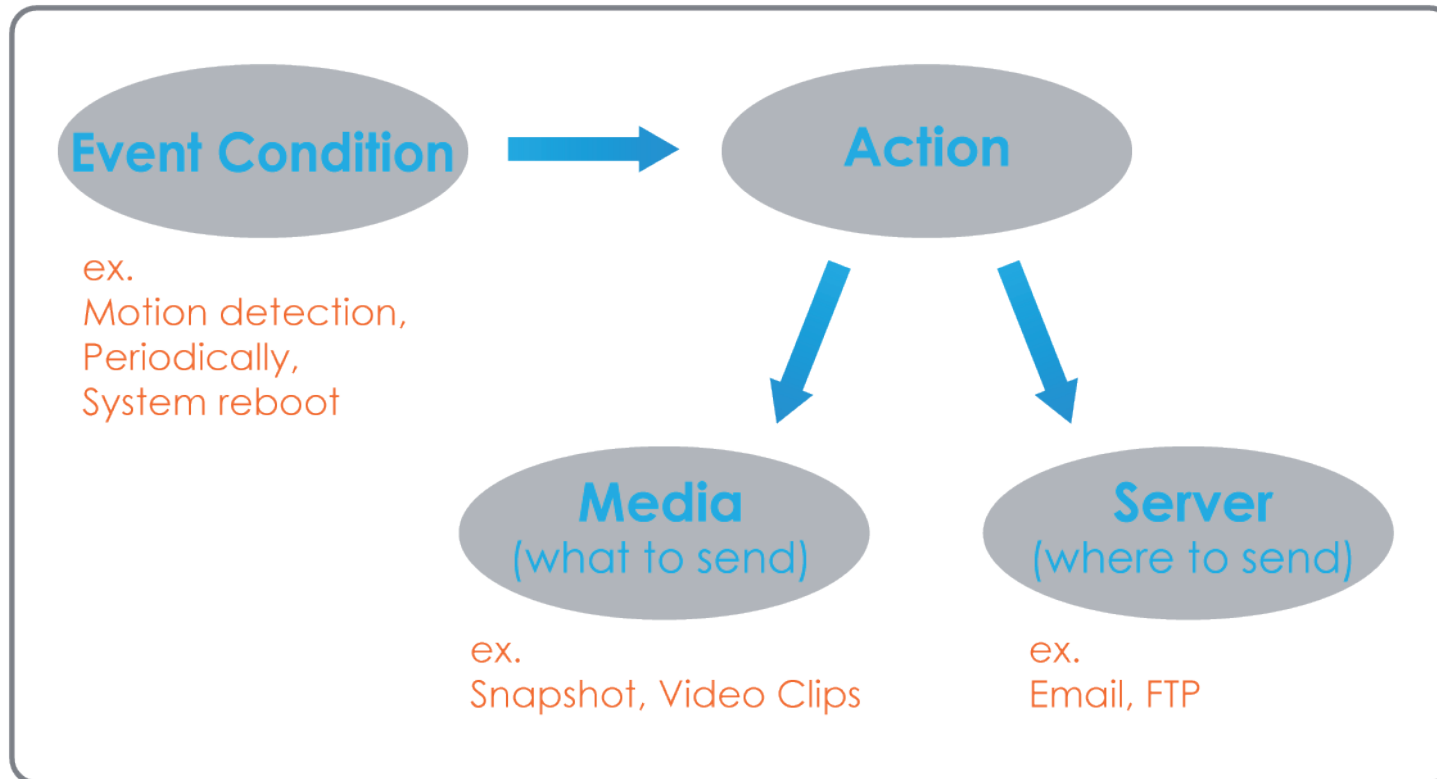 Event Condition
Action
ex.
Motion detection,
Periodically,
System reboot
Media
(what to send)
Server
(where to send)
ex.
Snapshot, Video Clips
ex.
Email, FTP